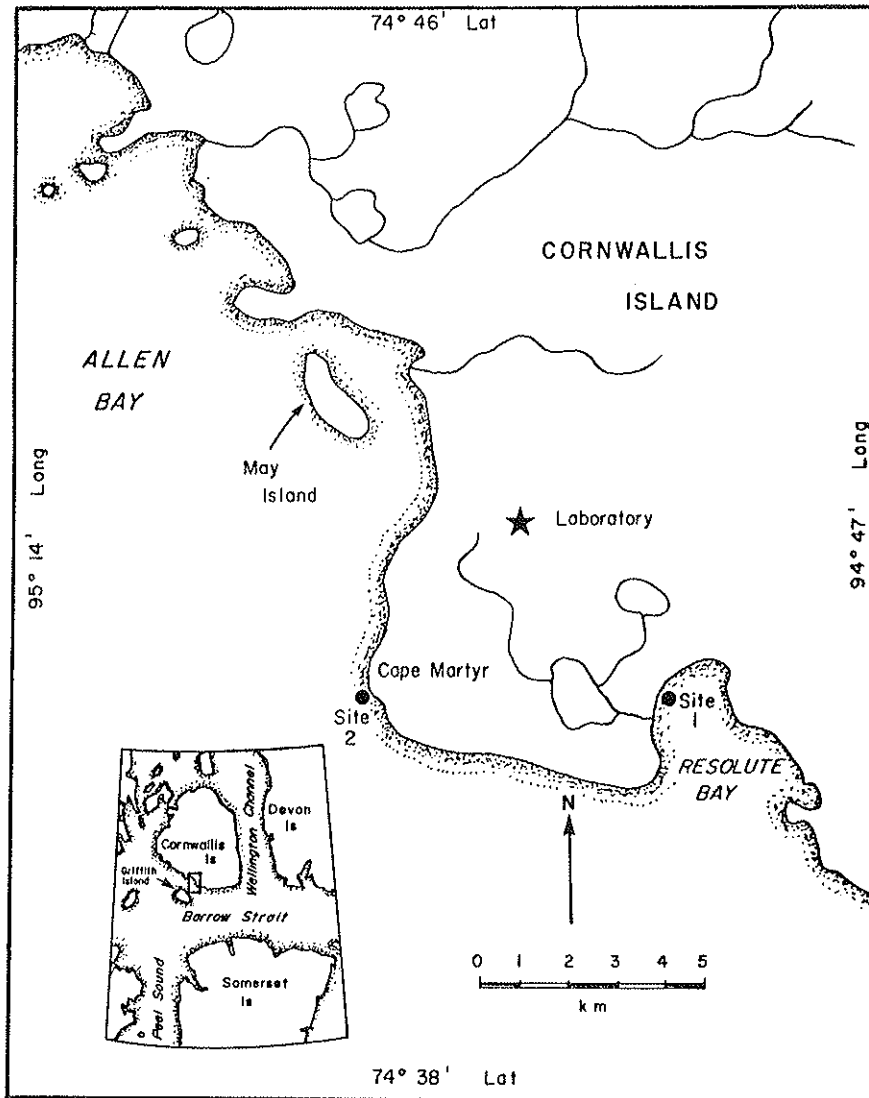 74° 46' Lat
CORNWALLIS
ISLAND
ALLEN
BAY
May
Island
95° 14' Long
94° 47' Long
Laboratory
Cape Martyr
Site
2
Site
1
RESOLUTE
BAY
N
0 1 2 3 4 5
km
Devon
Is
Wellington Channel
Cornwallis
Is
Griffith
Island
Barrow Strait
Somerset
Is
Peel Sound
74° 38' Lat